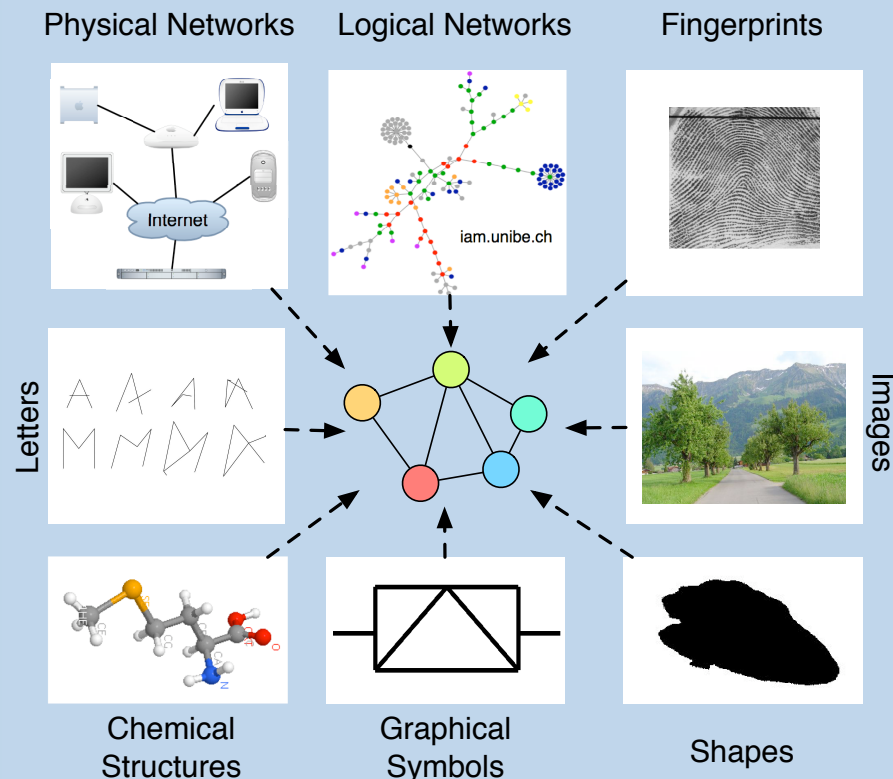 Physical Networks
Logical Networks
Fingerprints
Internet
iam.unibe.ch
Letters
Images
N
O
Chemical
Structures
Graphical
Symbols
Shapes